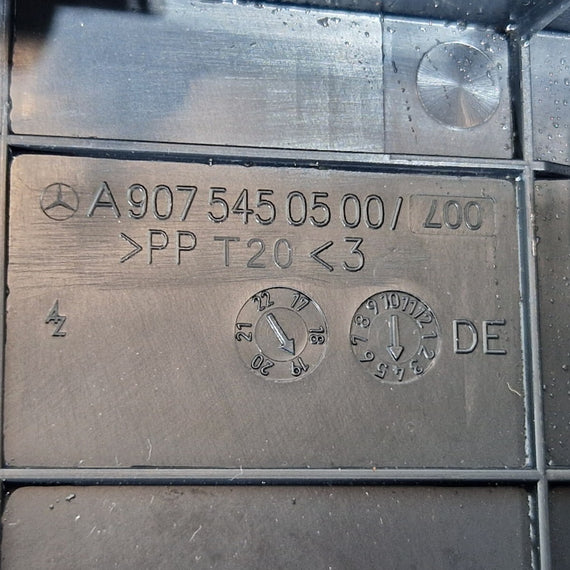 A 907 545 05 00/ Z00
>PP T20 <3
22 17 18 19 20 21
9 10 11 12 1 2 3 4 5 6 7 8
DE